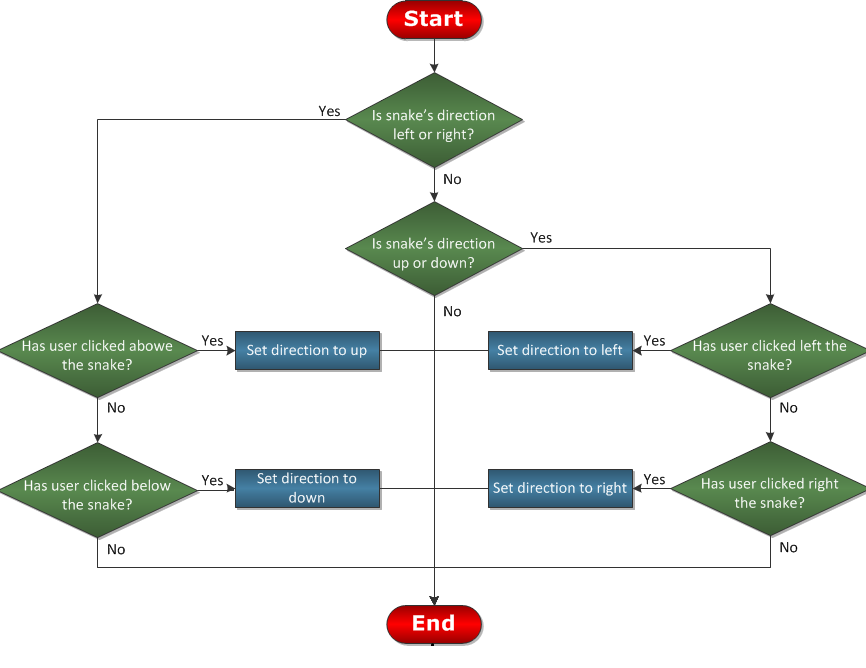 Start
Yes
Is snake's direction
left or right?
No
Is snake's direction
up or down?
Yes
No
Has user clicked abowe
the snake?
Yes
Set direction to up
Set direction to left
Yes
Has user clicked left the
snake?
No
No
Has user clicked below
the snake?
Yes
Set direction to
down
Set direction to right
Yes
Has user clicked right
the snake?
No
No
End